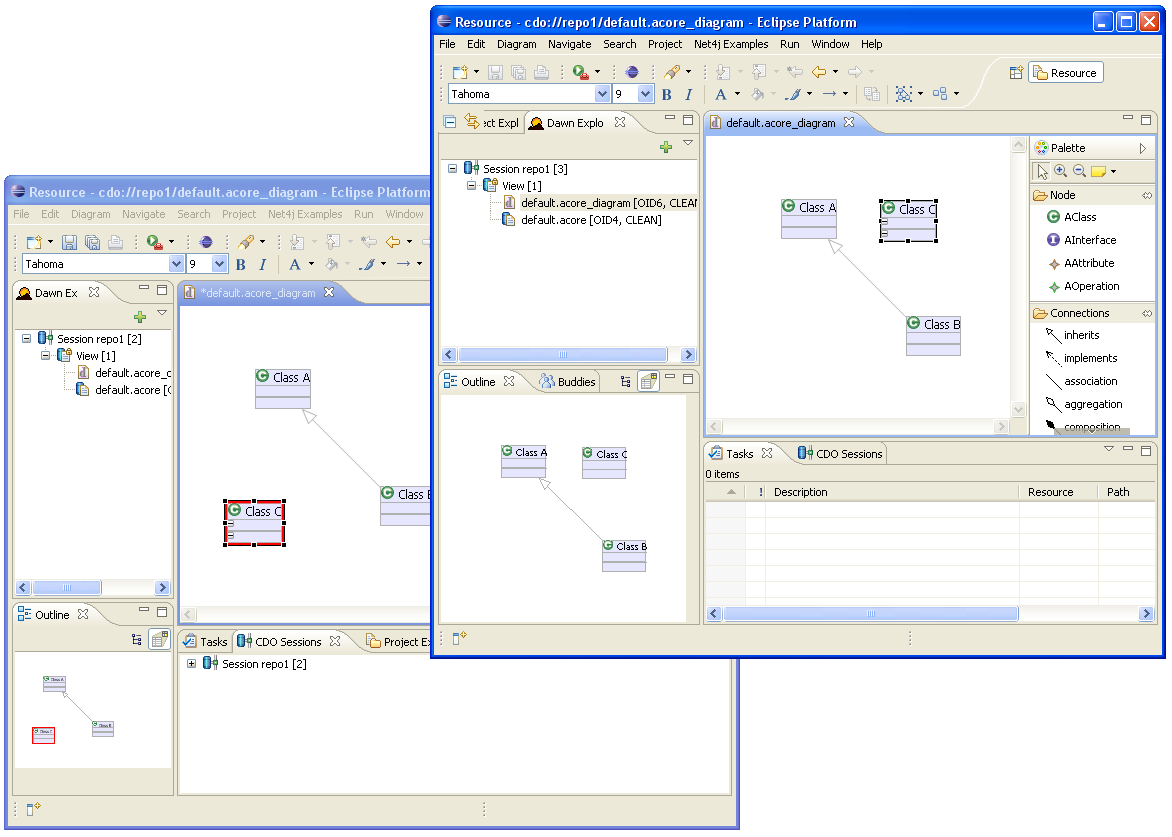 Resource - cdo://repo1/default.acore_diagram - Eclipse Platform
File Edit Diagram Navigate Search Project Net4j Examples Run Window Help
Resource
Tahoma 9 B I A
ect Expl Dawn Explo
default.acore_diagram
Palette
Session repo1 [3]
View [1]
default.acore_diagram [OID6, CLEAN
default.acore [OID4, CLEAN]
Class A
Class C
Class B
Node
AClass
AInterface
AAttribute
AOperation
Connections
inherits
implements
association
aggregation
composition
Outline Buddies
Class A
Class C
Class B
Tasks CDO Sessions
0 items
! Description Resource Path
Resource - cdo://repo1/default.acore_diagram - Eclipse Platform
File Edit Diagram Navigate Search Project Net4j Examples Run Window
Tahoma 9 B I A
Dawn Ex
*default.acore_diagram
Session repo1 [2]
View [1]
default.acore_c
default.acore [
Class A
Class B
Class C
Outline
Class A
Class B
Class C
Tasks CDO Sessions Project Ex
Session repo1 [2]